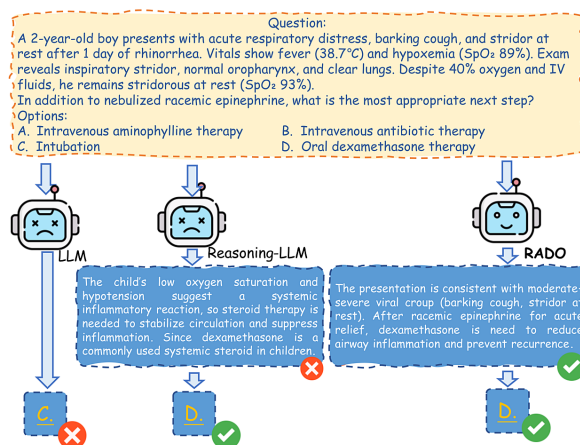 Question:
A 2-year-old boy presents with acute respiratory distress, barking cough, and stridor at
rest after 1 day of rhinorrhea. Vitals show fever (38.7°C) and hypoxemia (SpO₂ 89%). Exam
reveals inspiratory stridor, normal oropharynx, and clear lungs. Despite 40% oxygen and IV
fluids, he remains stridorous at rest (SpO₂ 93%).
In addition to nebulized racemic epinephrine, what is the most appropriate next step?
Options:
A. Intravenous aminophylline therapy B. Intravenous antibiotic therapy
C. Intubation D. Oral dexamethasone therapy
LLM
Reasoning-LLM
RADO
The child's low oxygen saturation and
hypotension suggest a systemic
inflammatory reaction, so steroid therapy is
needed to stabilize circulation and suppress
inflammation. Since dexamethasone is a
commonly used systemic steroid in children.
The presentation is consistent with moderate-
severe viral croup (barking cough, stridor at
rest). After racemic epinephrine for acute
relief, dexamethasone is need to reduce
airway inflammation and prevent recurrence.
C.
D.
D.